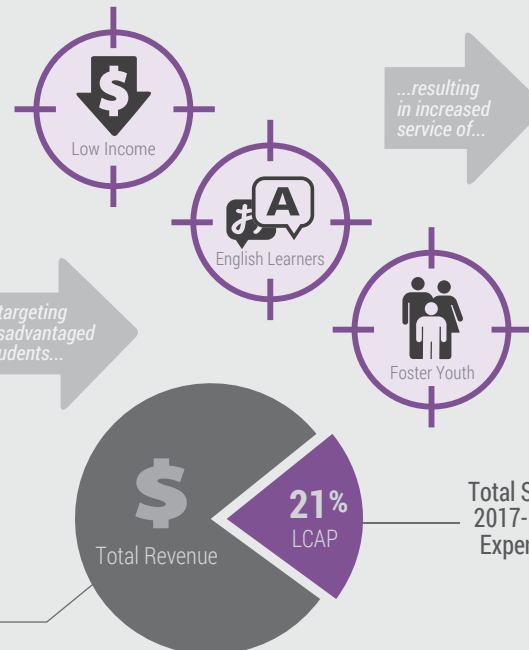 Low Income
...resulting
in increased
service of...
あ A
English Learners
targeting
udents...
Foster Youth
$
Total Revenue
21%
LCAP
Total S
2017-
Exper